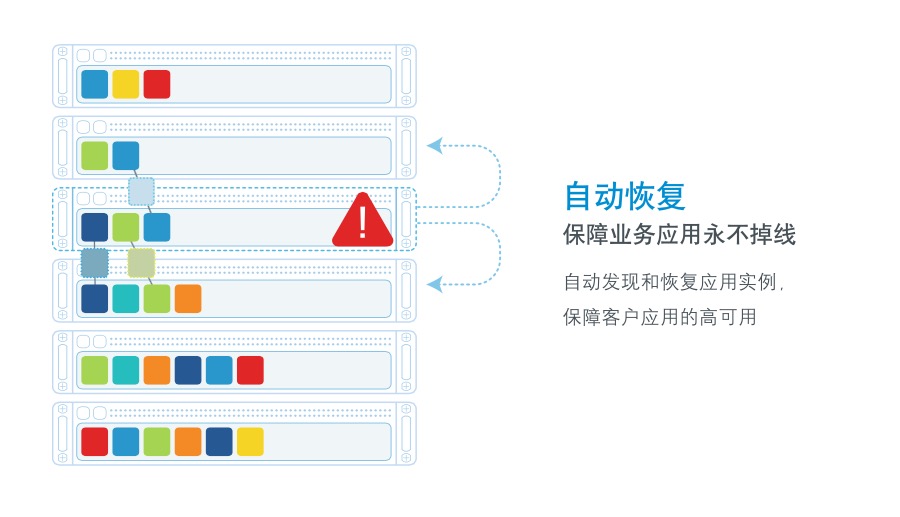 自动恢复
保障业务应用永不掉线
自动发现和恢复应用实例，
保障客户应用的高可用